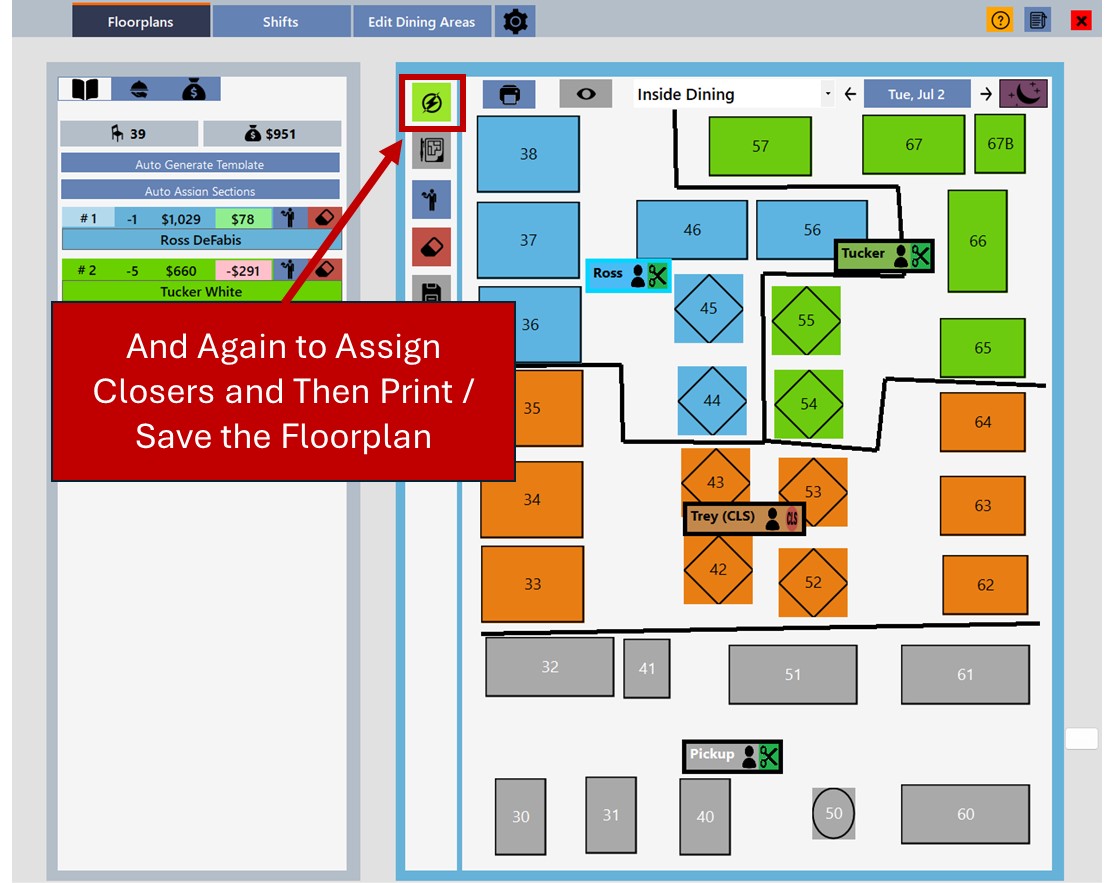 Floorplans
Shifts
Edit Dining Areas
?
39
$951
Auto Generate Template
Auto Assign Sections
#1 -1 $1,029 $78
Ross DeFabis
#2 -5 $660 -$291
Tucker White
And Again to Assign
Closers and Then Print /
Save the Floorplan
Inside Dining
Tue, Jul 2
38
57
67
67B
37
46
56
66
Tucker
Ross
36
45
55
65
35
44
54
64
34
43
53
63
Trey (CLS) CLS
33
42
52
62
32
41
51
61
Pickup
30
31
40
50
60